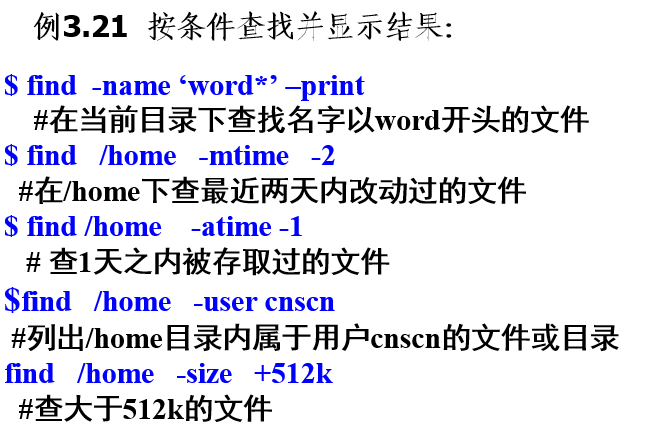 例3.21 按条件查找并显示结果:
$ find -name ‘word*’ –print
#在当前目录下查找名字以word开头的文件
$ find /home -mtime -2
#在/home下查最近两天内改动过的文件
$ find /home -atime -1
# 查1天之内被存取过的文件
$find /home -user cnscn
#列出/home目录内属于用户cnscn的文件或目录
find /home -size +512k
#查大于512k的文件